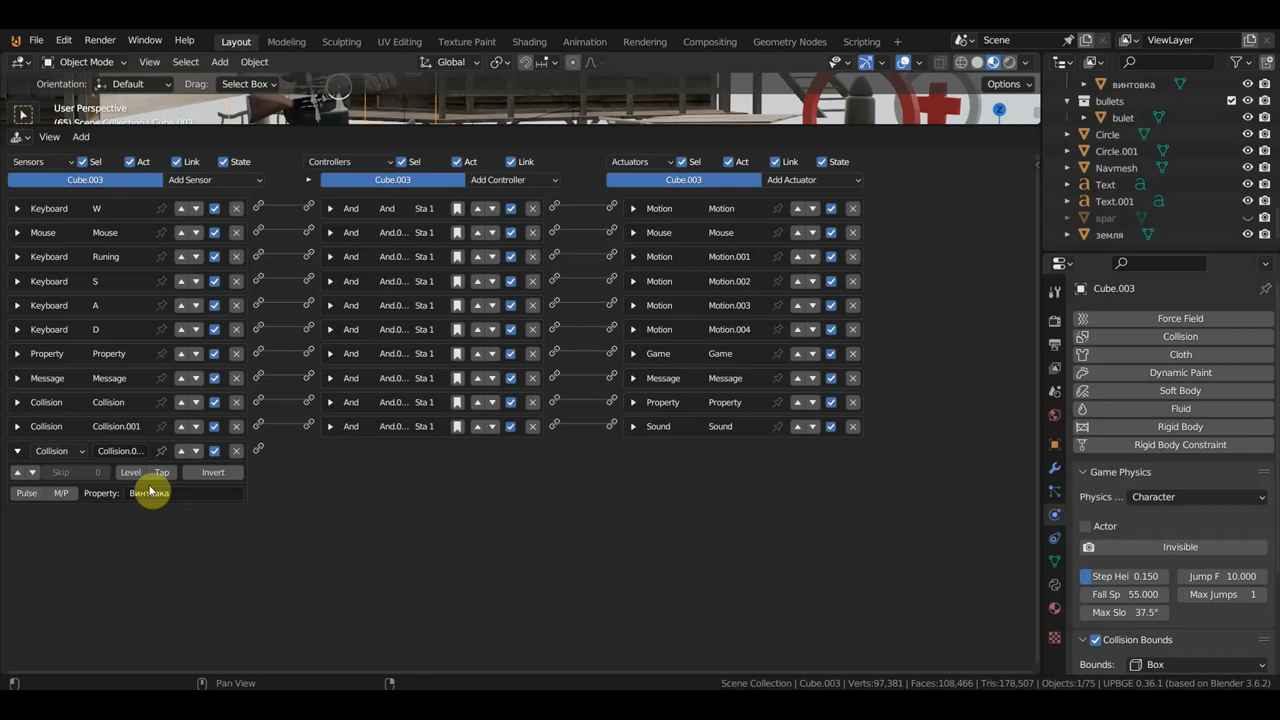 File Edit Render Window Help Layout Modeling Sculpting UV Editing Texture Paint Shading Animation Rendering Compositing Geometry Nodes Scripting + Scene ViewLayer
Object Mode View Select Add Object Global
Orientation: Default Drag: Select Box Options
User Perspective
(65) Scene Collection | Cube.003
Z
View Add
Sensors Sel Act Link State Controllers Sel Act Link Actuators Sel Act Link State
Cube.003 Add Sensor Cube.003 Add Controller Cube.003 Add Actuator
Keyboard W And And Sta 1 Motion Motion
Mouse Mouse And And.0... Sta 1 Mouse Mouse
Keyboard Runing And And.0... Sta 1 Motion Motion.001
Keyboard S And And.0... Sta 1 Motion Motion.002
Keyboard A And And.0... Sta 1 Motion Motion.003
Keyboard D And And.0... Sta 1 Motion Motion.004
Property Property And And.0... Sta 1 Game Game
Message Message And And.0... Sta 1 Message Message
Collision Collision And And.0... Sta 1 Property Property
Collision Collision.001 And And.0... Sta 1 Sound Sound
Collision Collision.0...
Skip 0 Level Tap Invert
Pulse M/P Property: Винтовка
винтовка
bullets
bulet
Circle
Circle.001
Navmesh
Text
Text.001
враг
земля
Cube.003
Force Field
Collision
Cloth
Dynamic Paint
Soft Body
Fluid
Rigid Body
Rigid Body Constraint
Game Physics
Physics ... Character
Actor
Invisible
Step Hei 0.150 Jump F 10.000
Fall Sp 55.000 Max Jumps 1
Max Slo 37.5°
Collision Bounds
Bounds: Box
Pan View
Scene Collection | Cube.003 | Verts:97,381 | Faces:108,466 | Tris:178,507 | Objects:1/75 | UPBGE 0.36.1 (based on Blender 3.6.2)